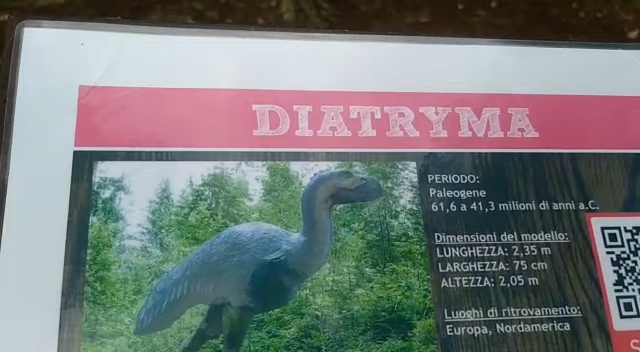 DIATRYMA
PERIODO:
Paleogene
61,6 a 41,3 milioni di anni a.C.
Dimensioni del modello:
LUNGHEZZA: 2,35 m
LARGHEZZA: 75 cm
ALTEZZA: 2,05 m
Luoghi di ritrovamento:
Europa, Nordamerica